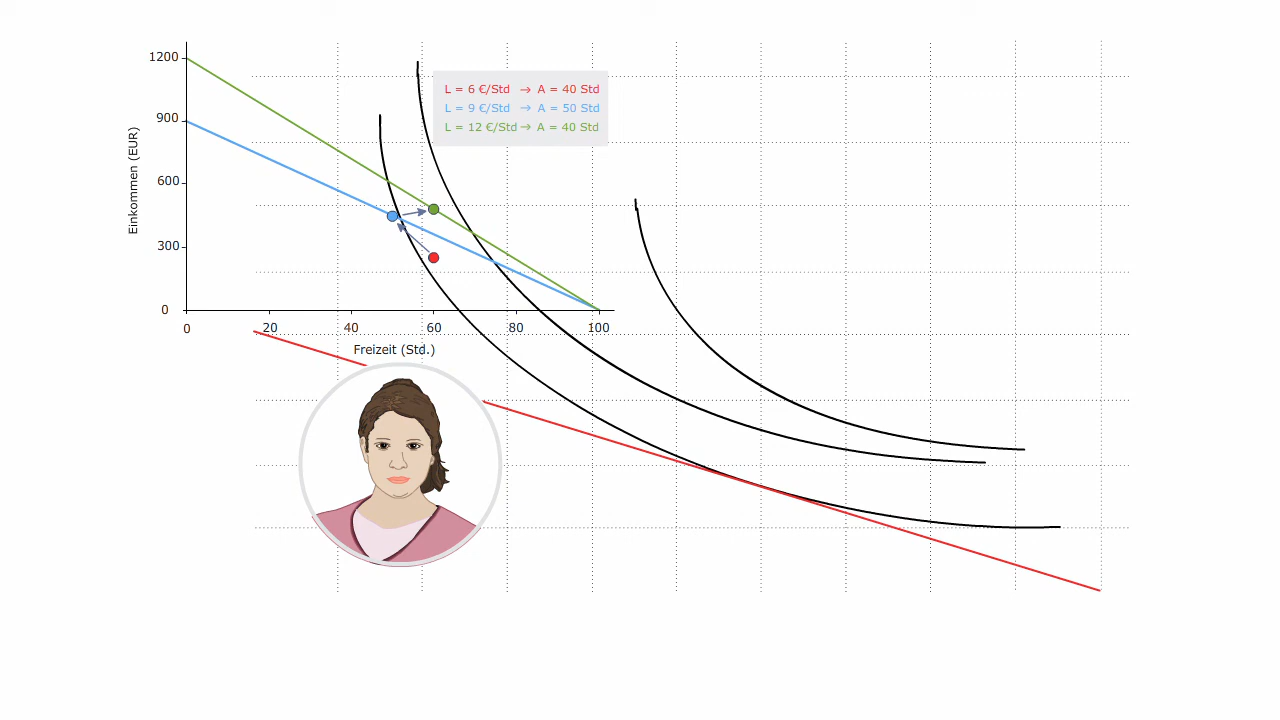 1200
900
600
300
0
Einkommen (EUR)
L = 6 €/Std → A = 40 Std
L = 9 €/Std → A = 50 Std
L = 12 €/Std → A = 40 Std
0 20 40 60 80 100
Freizeit (Std.)